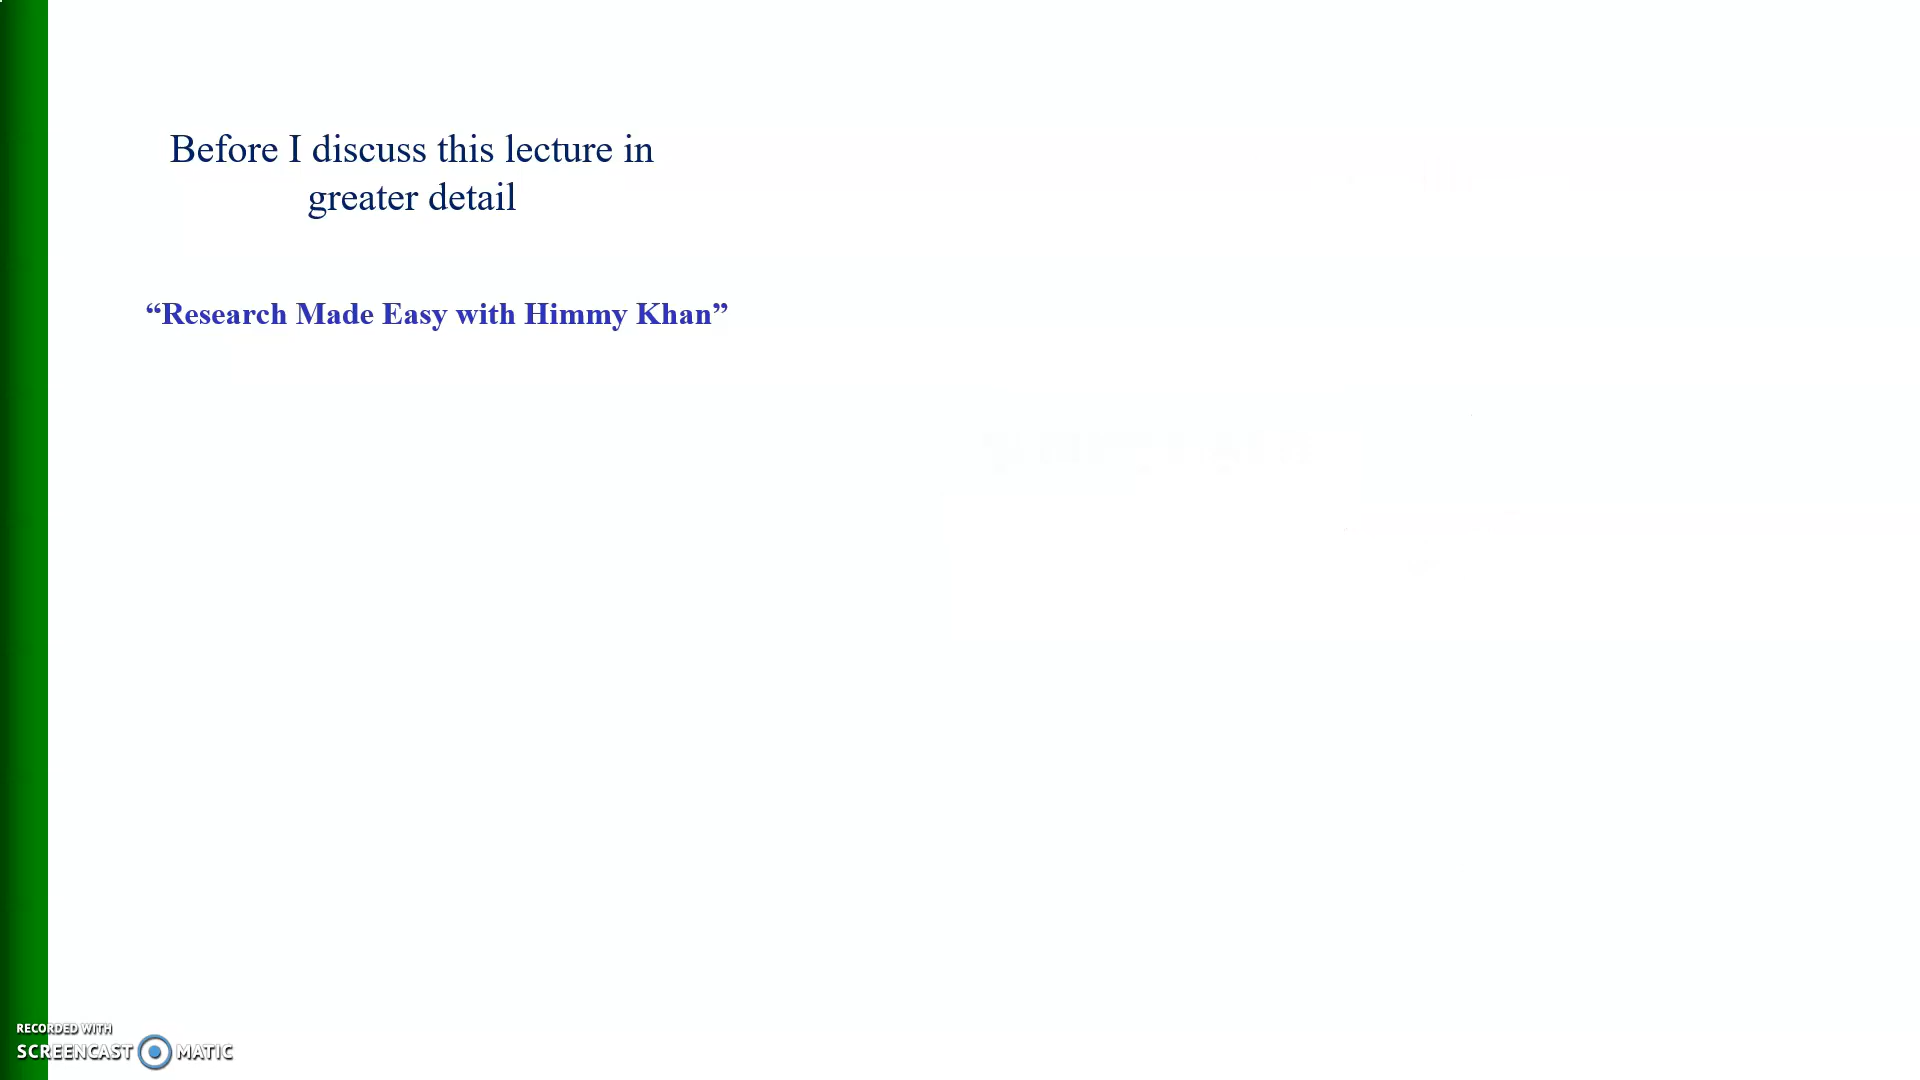 Before I discuss this lecture in
greater detail
“Research Made Easy with Himmy Khan”
RECORDED WITH
SCREENCAST MATIC